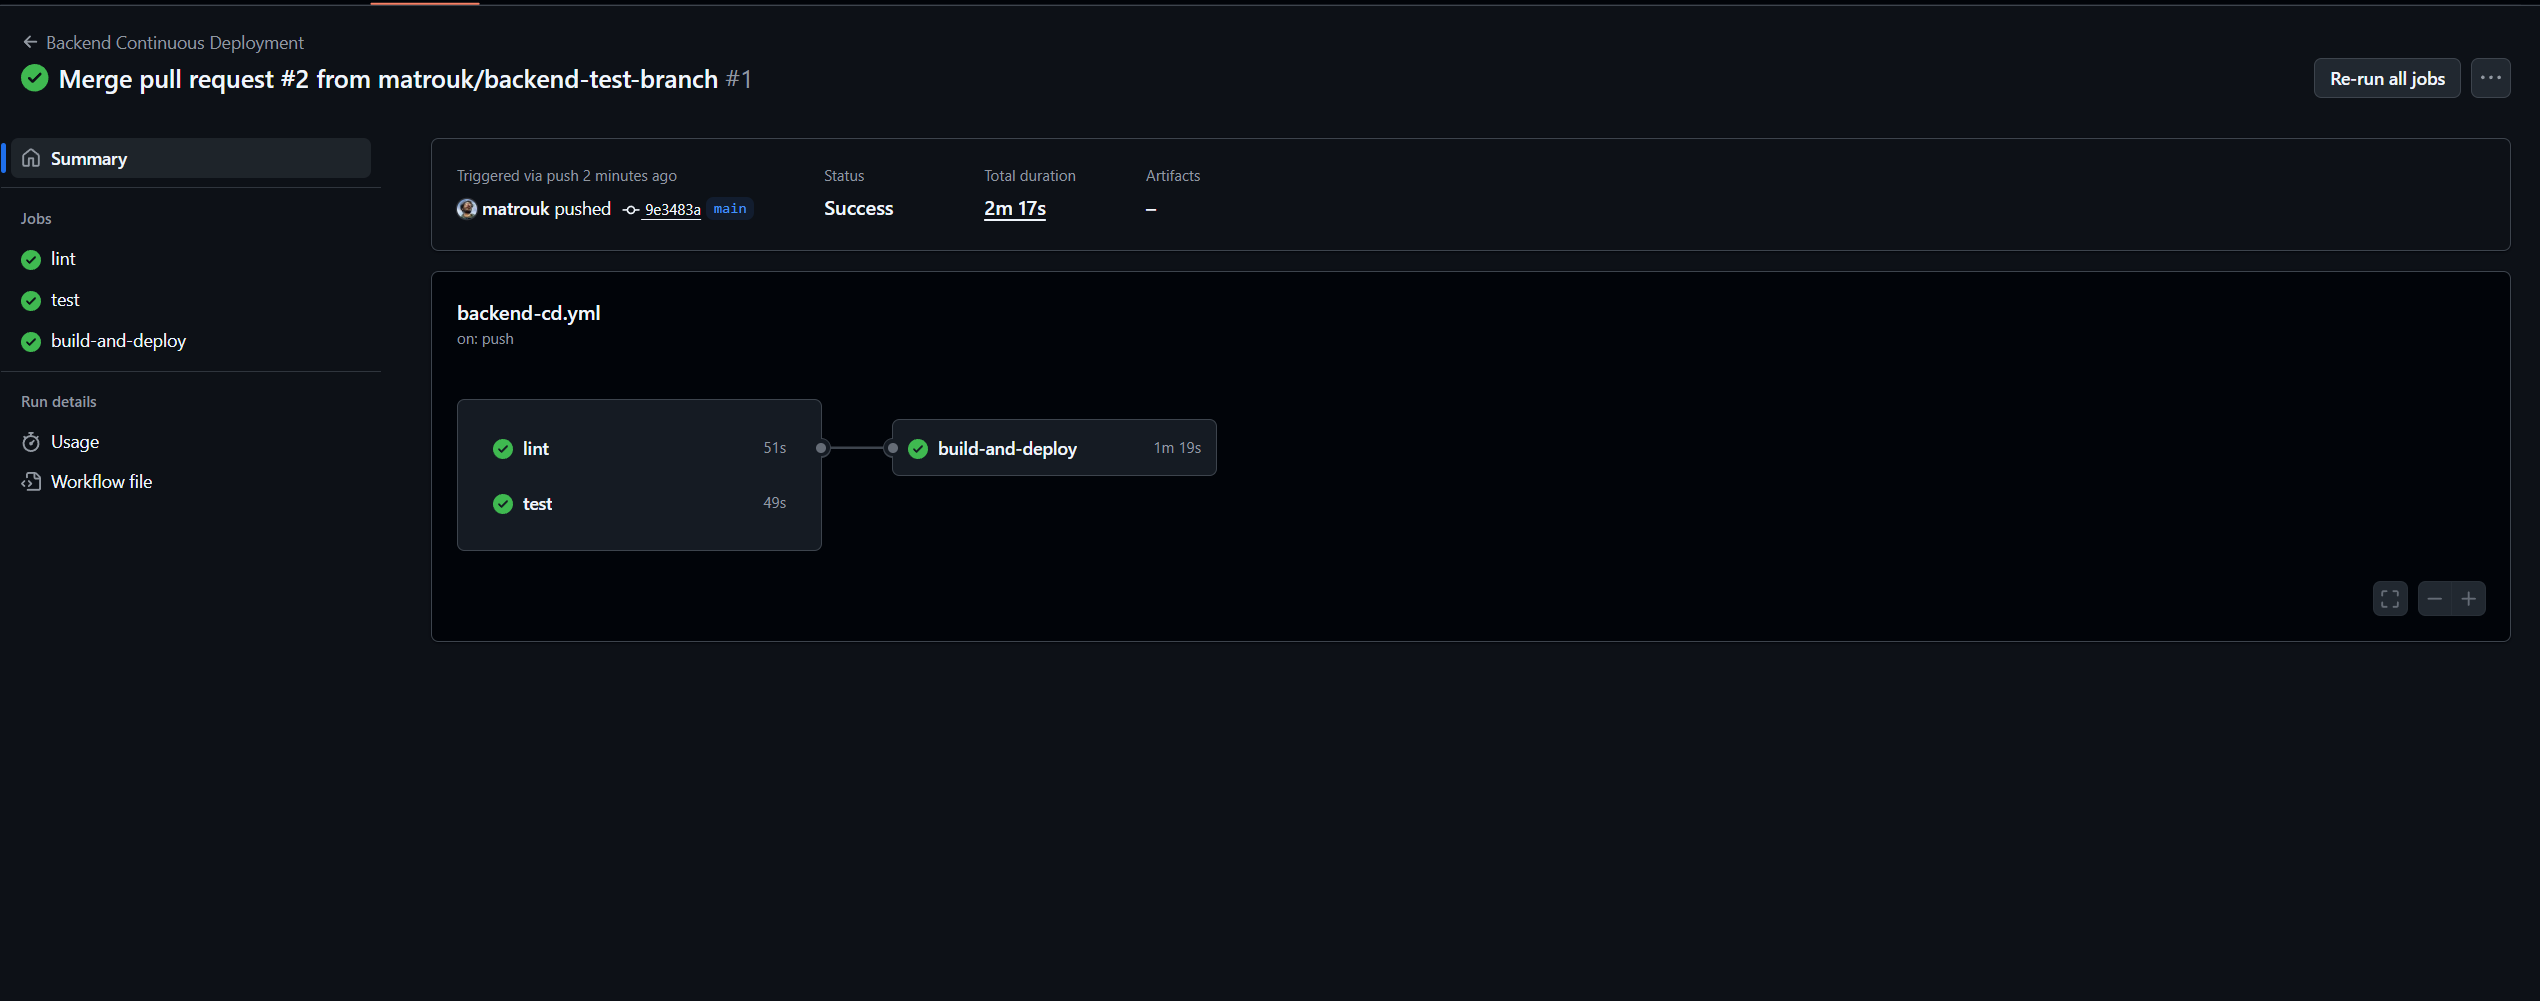 Backend Continuous Deployment
Merge pull request #2 from matrouk/backend-test-branch #1
Re-run all jobs
Summary
Jobs
lint
test
build-and-deploy
Run details
Usage
Workflow file
Triggered via push 2 minutes ago
matrouk pushed 9e3483a main
Status
Success
Total duration
2m 17s
Artifacts
–
backend-cd.yml
on: push
lint 51s
test 49s
build-and-deploy 1m 19s